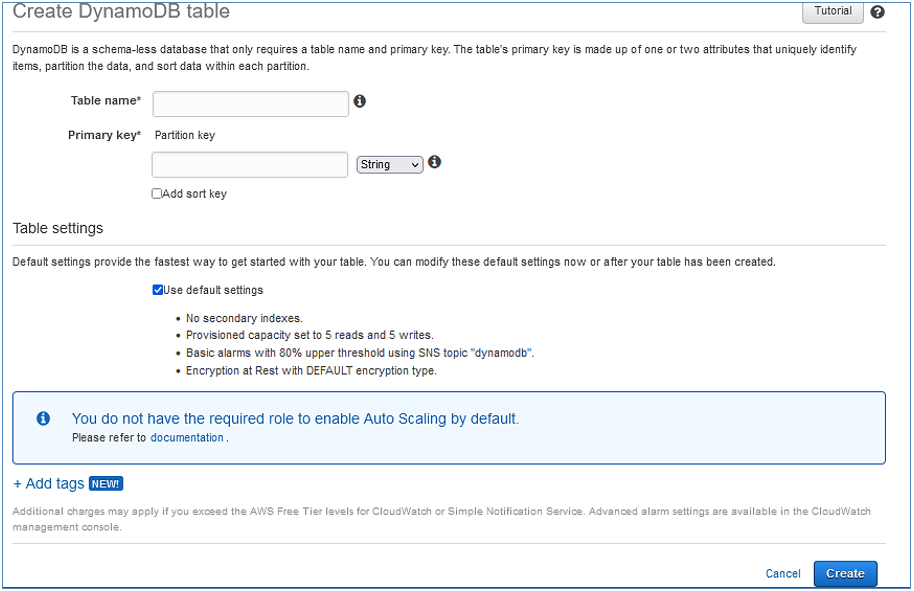 Create DynamoDB table
Tutorial
DynamoDB is a schema-less database that only requires a table name and primary key. The table's primary key is made up of one or two attributes that uniquely identify
items, partition the data, and sort data within each partition.
Table name*
Primary key* Partition key
String
Add sort key
Table settings
Default settings provide the fastest way to get started with your table. You can modify these default settings now or after your table has been created.
Use default settings
• No secondary indexes.
• Provisioned capacity set to 5 reads and 5 writes.
• Basic alarms with 80% upper threshold using SNS topic "dynamodb".
• Encryption at Rest with DEFAULT encryption type.
You do not have the required role to enable Auto Scaling by default.
Please refer to documentation .
+ Add tags NEW!
Additional charges may apply if you exceed the AWS Free Tier levels for CloudWatch or Simple Notification Service. Advanced alarm settings are available in the CloudWatch
management console.
Cancel Create